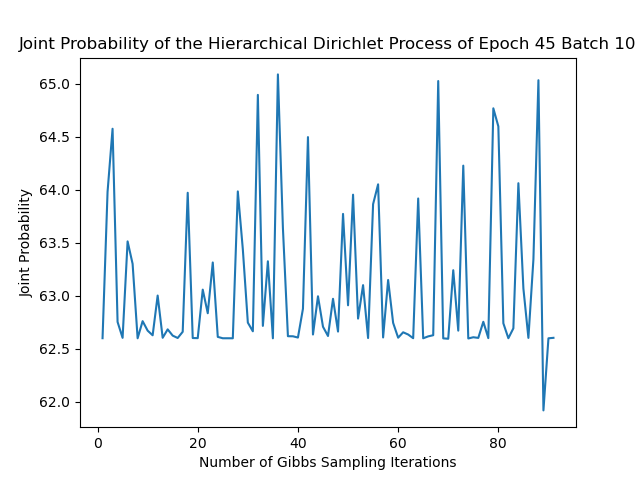 Joint Probability of the Hierarchical Dirichlet Process of Epoch 45 Batch 10
65.0
64.5
64.0
63.5
63.0
62.5
62.0
Joint Probability
0 20 40 60 80
Number of Gibbs Sampling Iterations